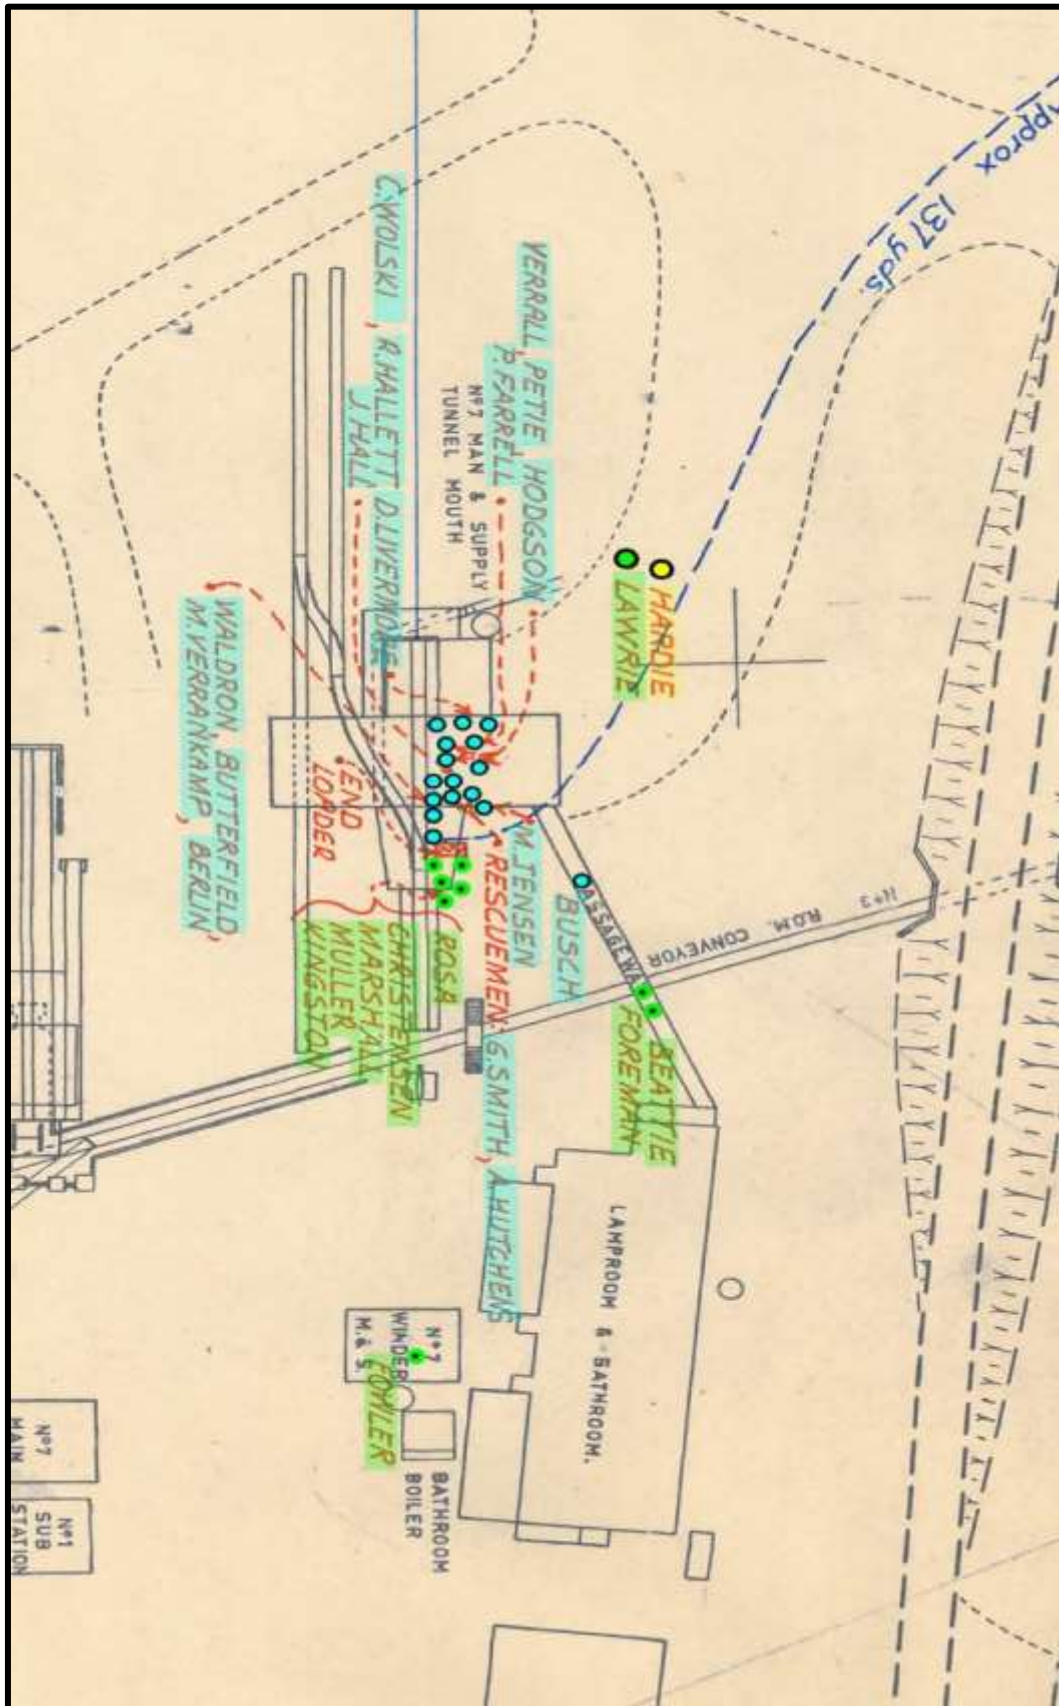 Approx 137 yds.
C.WOLSKI, R.HALLETT D.LIVERMORE
J. HALL
VERRALL, PETIE, HODGSON
P. FARRELL
Nº7 MAN & SUPPLY
TUNNEL MOUTH
HARDIE
LAWRIE
WALDRON, BUTTERFIELD,
M. VERRANKAMP, BERLIN
END
LOADER
M. JENSEN
RESCUEMEN: G.SMITH, A.HUTCHENS
BUSCH
PASSAGEWAY
Nº3 R.O.M. CONVEYOR
BEATTIE
FOREMAN
ROSA
CHRISTENSEN
MARSHALL
MULLER
KINGSTON
LAMPROOM & BATHROOM.
Nº7
WINDER
M. & S.
FOWLER
BATHROOM
BOILER
Nº7
MAIN
Nº1
SUB
STATION